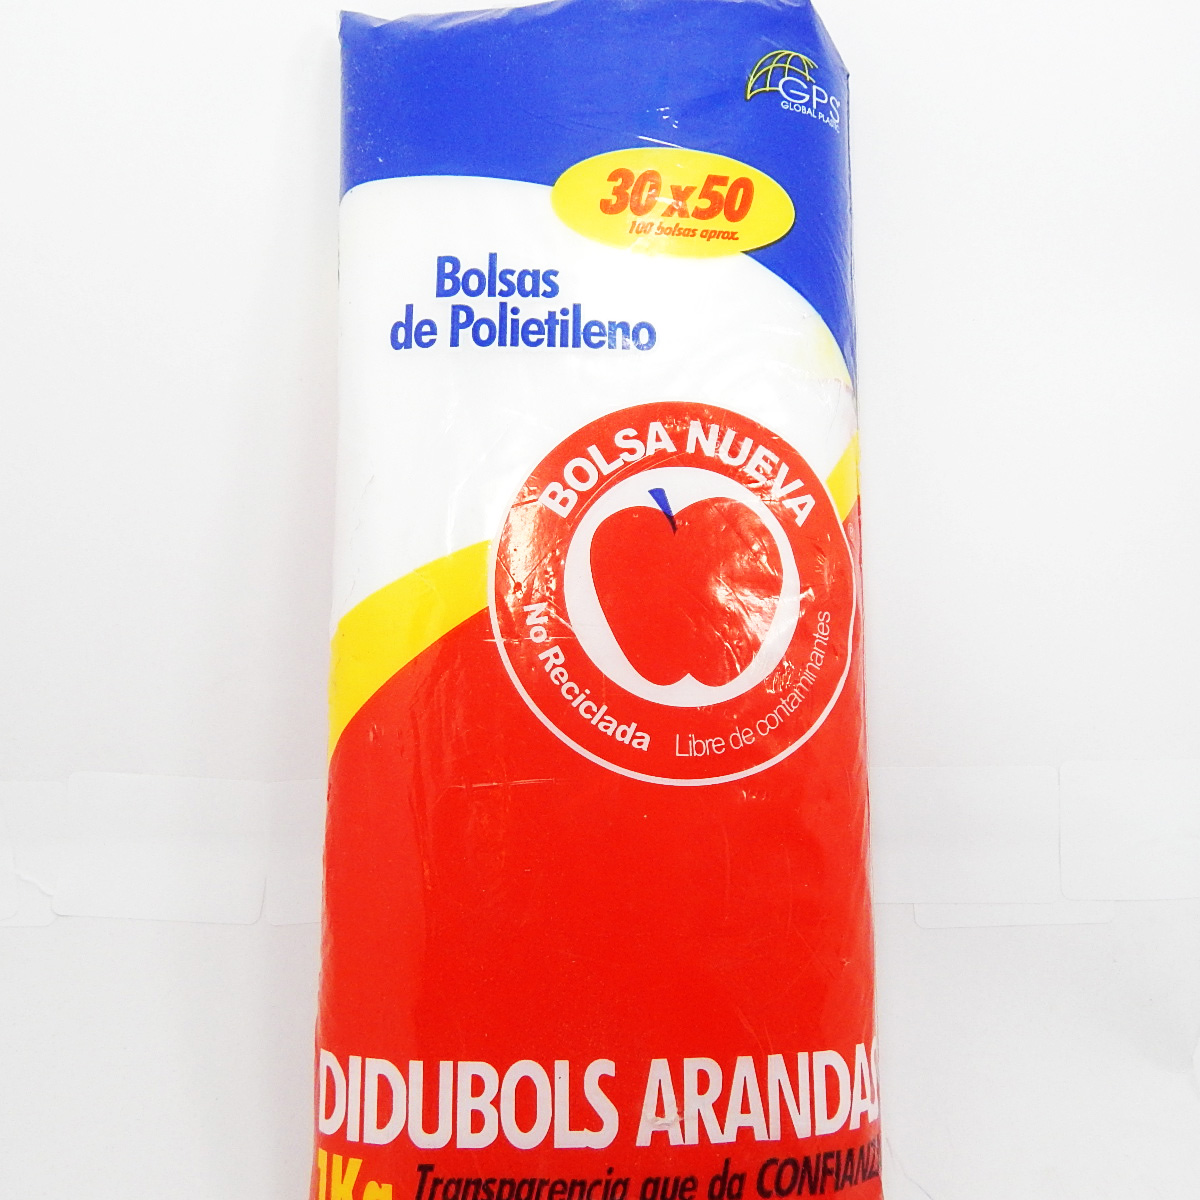 GPS
GLOBAL PLASTIC
30x50
100 bolsas aprox.
Bolsas
de Polietileno
BOLSA NUEVA
No Reciclada
Libre de contaminantes
DIDUBOLS ARANDAS
1Kg
Transparencia que da CONFIANZA